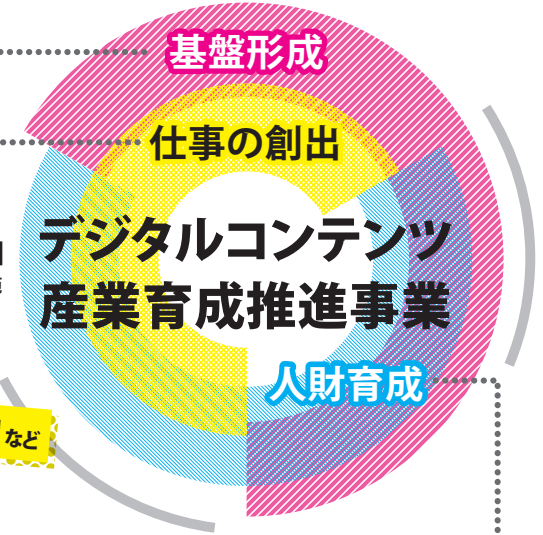 基盤形成
仕事の創出
デジタルコンテンツ
産業育成推進事業
人財育成
など